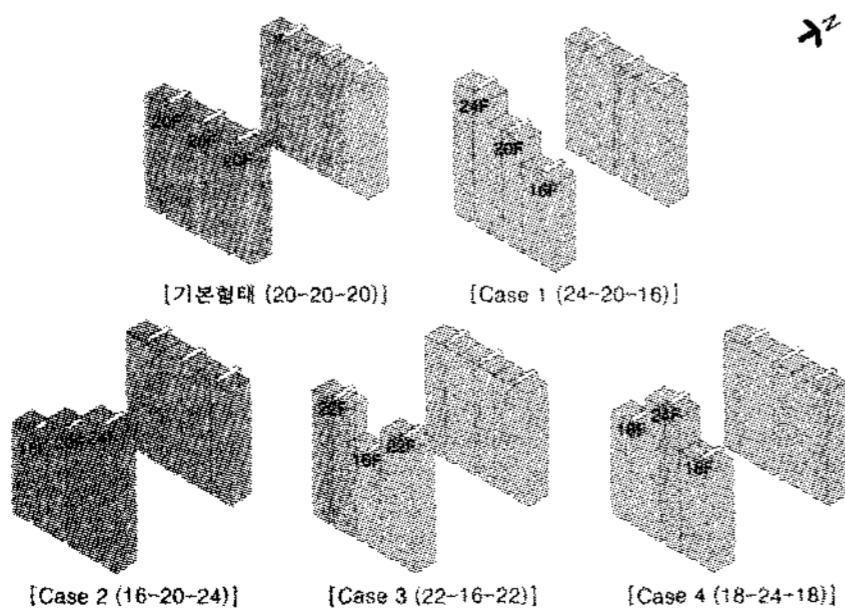 N
20F
20F
20F
24F
20F
16F
[기본형태 (20-20-20)]
[Case 1 (24-20-16)]
16F
24F
22F
16F
22F
18F
24F
18F
[Case 2 (16-20-24)]
[Case 3 (22-16-22)]
[Case 4 (18-24-18)]